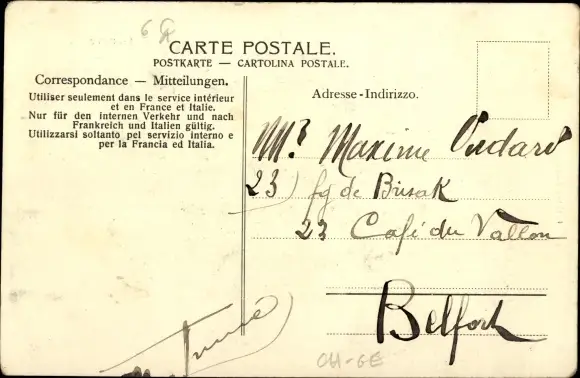 CARTE POSTALE.
POSTKARTE — CARTOLINA POSTALE.
Correspondance — Mitteilungen.
Utiliser seulement dans le service intérieur
et en France et Italie.
Nur für den internen Verkehr und nach
Frankreich und Italien gültig.
Utilizzarsi soltanto pel servizio interno e
per la Francia ed Italia.
Adresse-Indirizzo.
Mr Maxime
23) fg de Brisak
23 Café du Vallon
Belfort
CH-GE